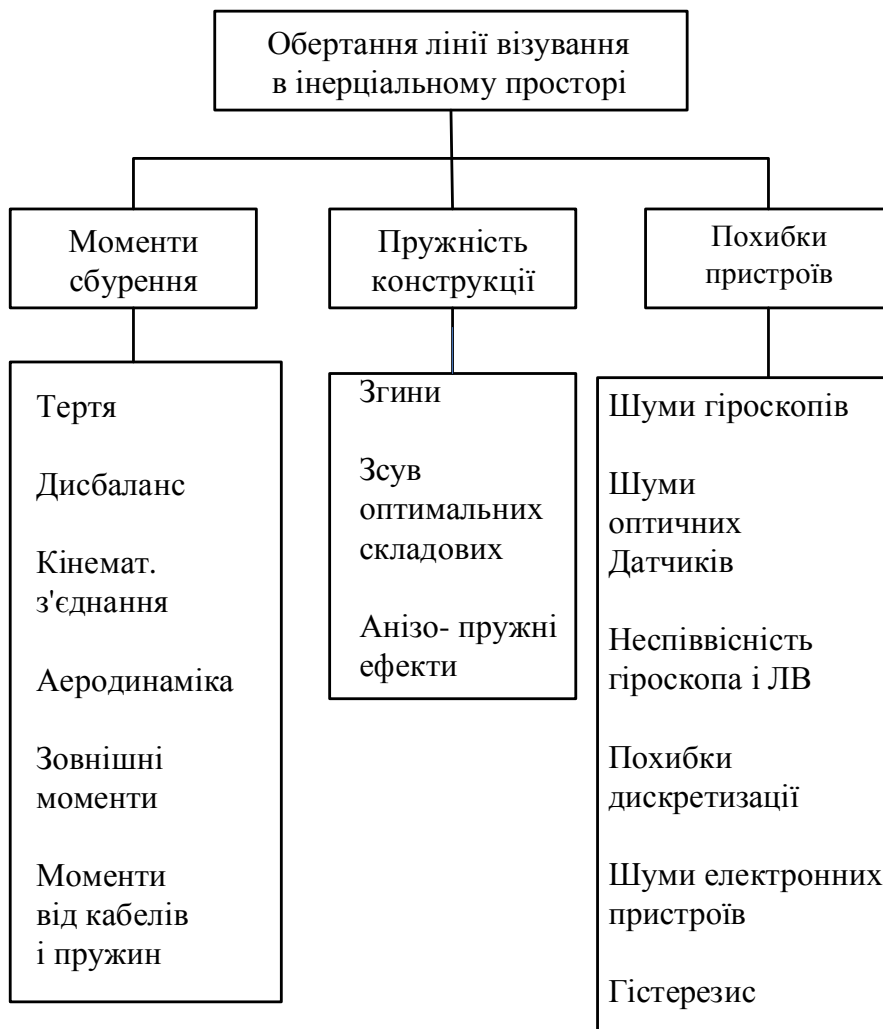 Обертання лінії візування
в інерціальному просторі
Моменти
сбурення
Пружність
конструкції
Похибки
пристроїв
Тертя
Дисбаланс
Кінемат.
з'єднання
Аеродинаміка
Зовнішні
моменти
Моменти
від кабелів
і пружин
Згини
Зсув
оптимальних
складових
Анізо- пружні
ефекти
Шуми гіроскопів
Шуми
оптичних
Датчиків
Неспіввісність
гіроскопа і ЛВ
Похибки
дискретизації
Шуми електронних
пристроїв
Гістерезис